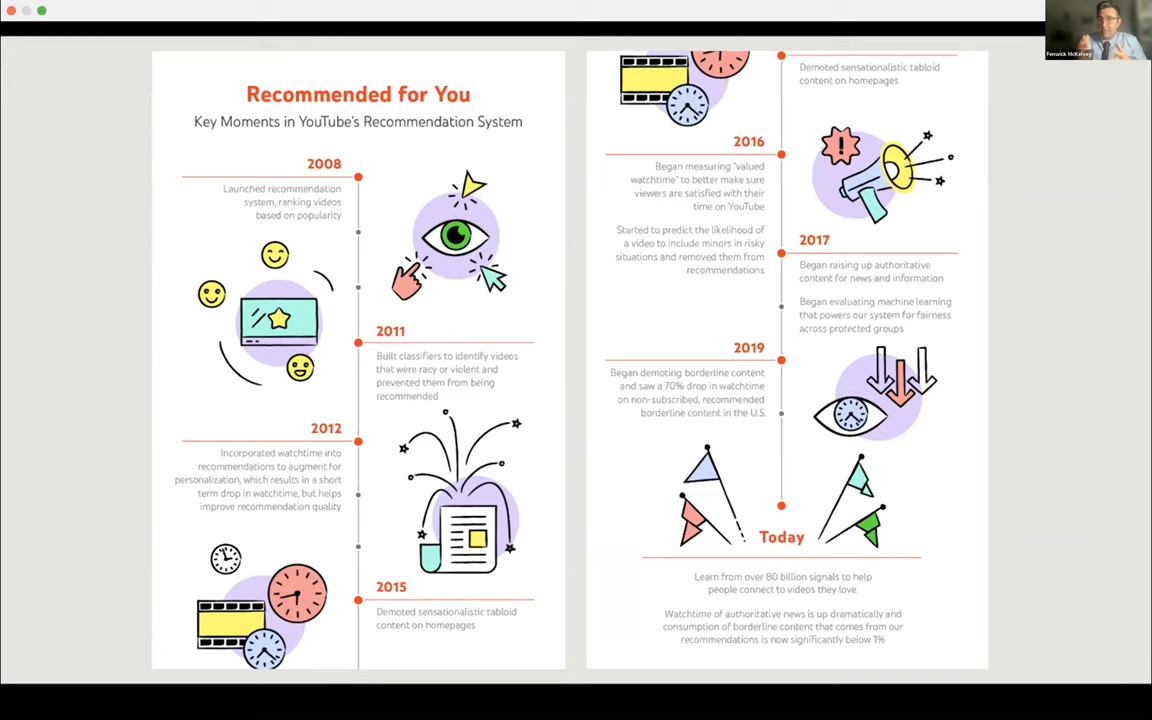 Fenwick McKelvey
Recommended for You
Key Moments in YouTube's Recommendation System
2008
Launched recommendation
system, ranking videos
based on popularity
2011
Built classifiers to identify videos
that were racy or violent and
prevented them from being
recommended
2012
Incorporated watchtime into
recommendations to augment for
personalization, which results in a short
term drop in watchtime, but helps
improve recommendation quality
2015
Demoted sensationalistic tabloid
content on homepages
Demoted sensationalistic tabloid
content on homepages
2016
Began measuring "valued
watchtime" to better make sure
viewers are satisfied with their
time on YouTube
Started to predict the likelihood of
a video to include minors in risky
situations and removed them from
recommendations
2017
Began raising up authoritative
content for news and information
Began evaluating machine learning
that powers our system for fairness
across protected groups
2019
Began demoting borderline content
and saw a 70% drop in watchtime
on non-subscribed, recommended
borderline content in the U.S.
Today
Learn from over 80 billion signals to help
people connect to videos they love.
Watchtime of authoritative news is up dramatically and
consumption of borderline content that comes from our
recommendations is now significantly below 1%